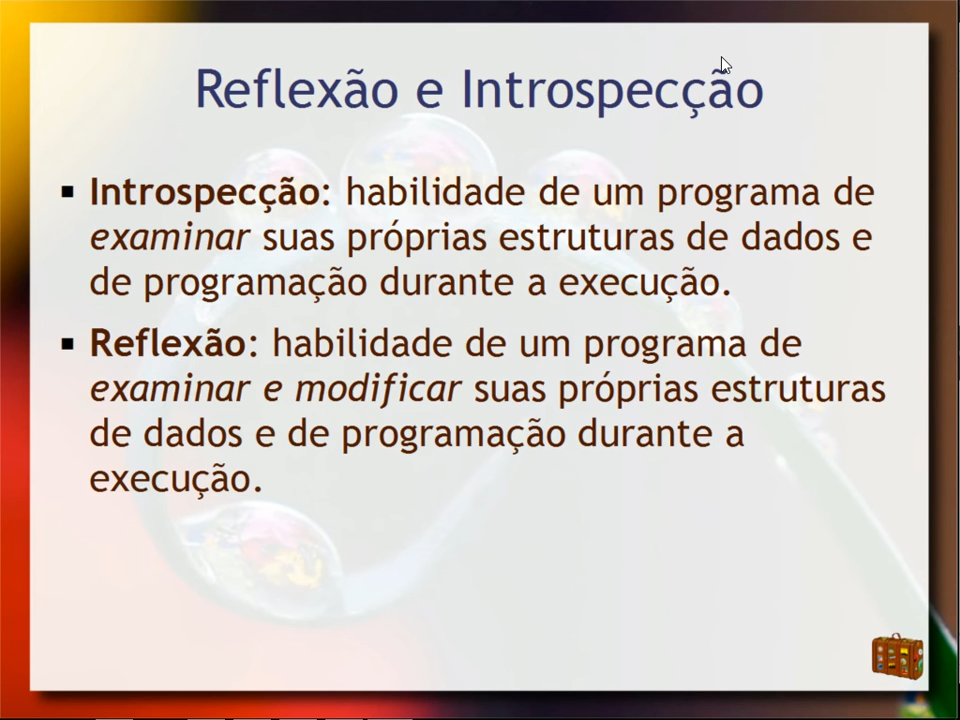 Reflexão e Introspecção
▪ Introspecção: habilidade de um programa de
examinar suas próprias estruturas de dados e
de programação durante a execução.
▪ Reflexão: habilidade de um programa de
examinar e modificar suas próprias estruturas
de dados e de programação durante a
execução.